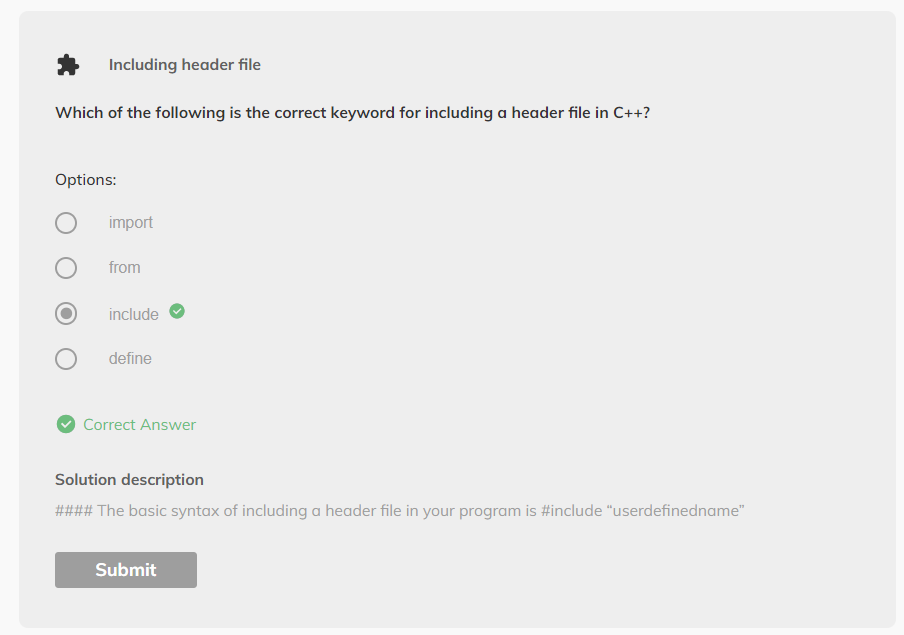 Including header file
Which of the following is the correct keyword for including a header file in C++?
Options:
import
from
include
define
Correct Answer
Solution description
#### The basic syntax of including a header file in your program is #include “userdefinedname”
Submit